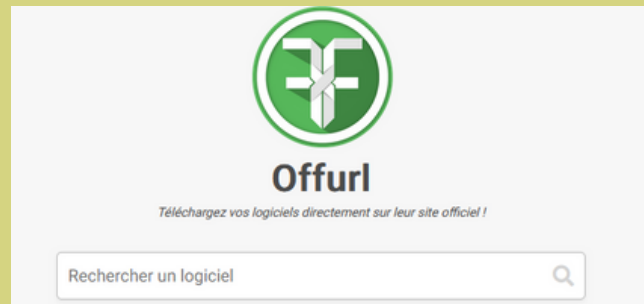 Offurl
Téléchargez vos logiciels directement sur leur site officiel !
Rechercher un logiciel